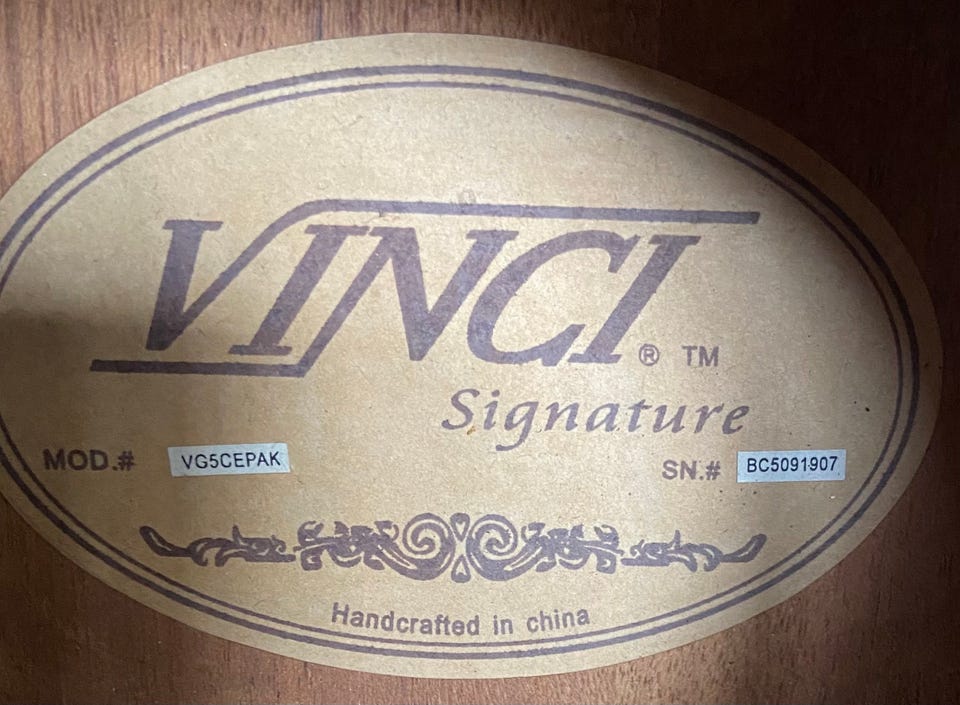 VINCI ® TM
Signature
MOD.# VG5CEPAK SN.# BC5091907
Handcrafted in china